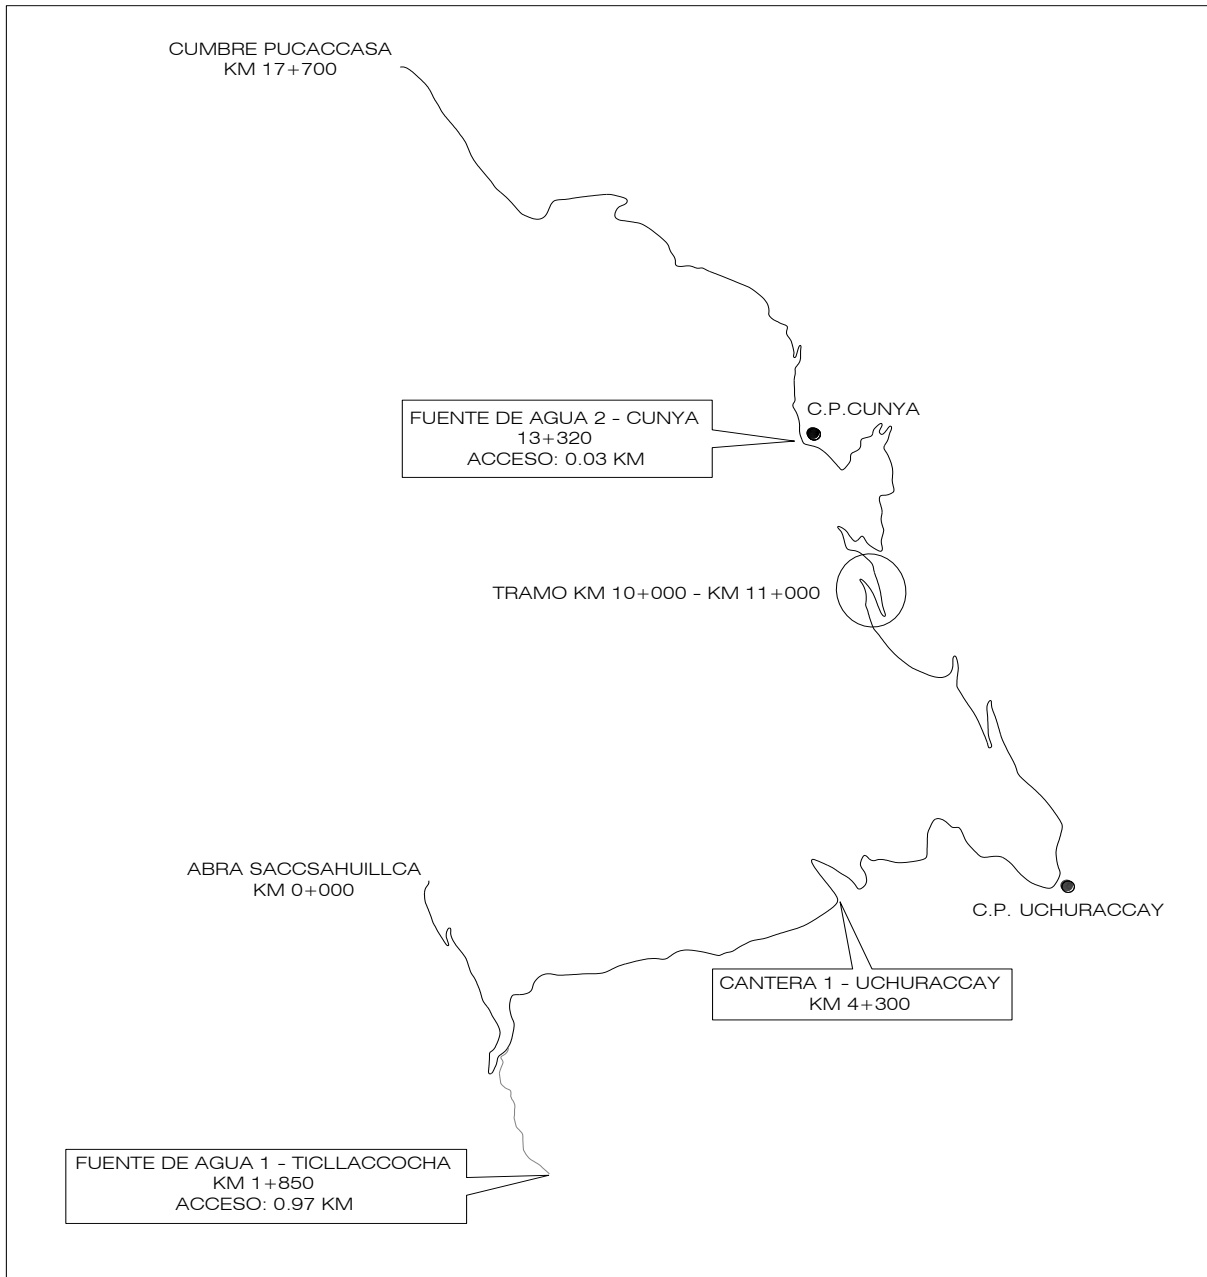 CUMBRE PUCACCASA
KM 17+700
C.P.CUNYA
FUENTE DE AGUA 2 - CUNYA
13+320
ACCESO: 0.03 KM
TRAMO KM 10+000 - KM 11+000
ABRA SACCSAHUILLCA
KM 0+000
C.P. UCHURACCAY
CANTERA 1 - UCHURACCAY
KM 4+300
FUENTE DE AGUA 1 - TICLLACCOCHA
KM 1+850
ACCESO: 0.97 KM